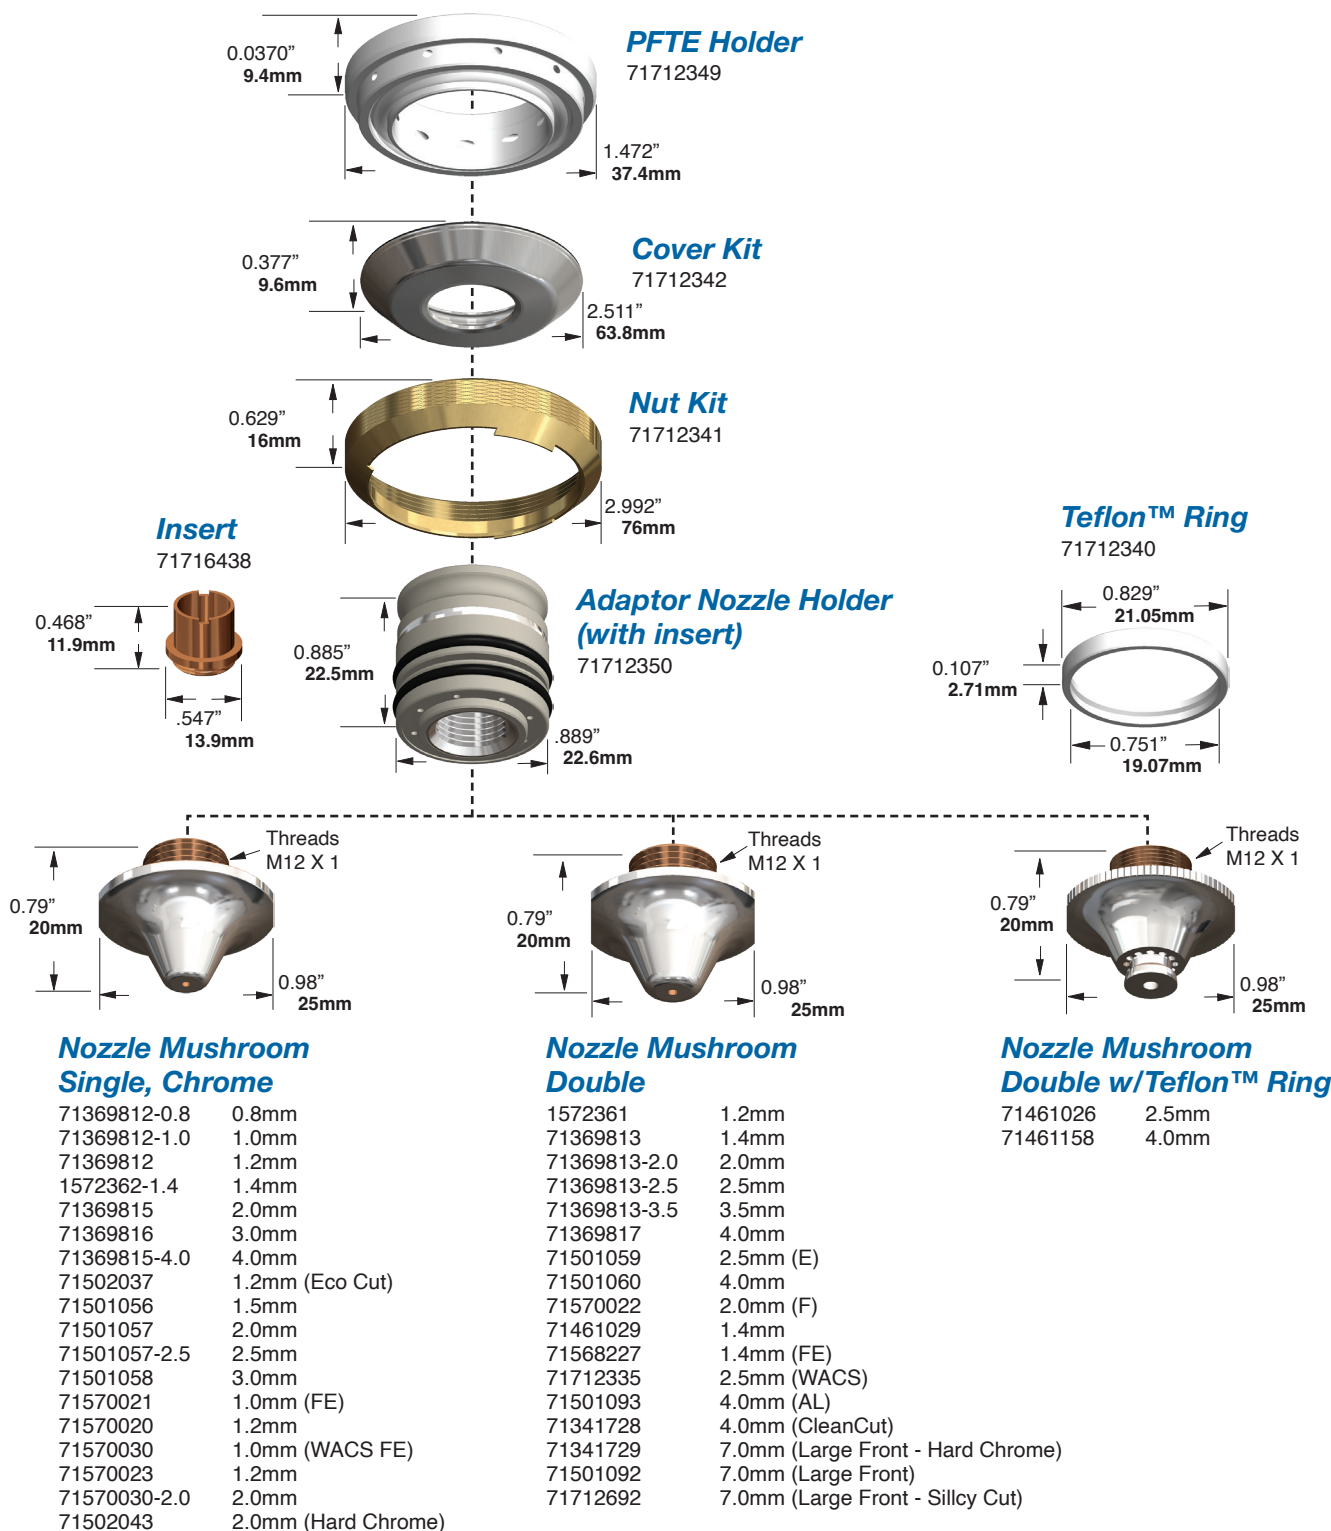 PFTE Holder
71712349
0.0370”
9.4mm
1.472”
37.4mm
Cover Kit
71712342
0.377”
9.6mm
2.511”
63.8mm
Nut Kit
71712341
0.629”
16mm
2.992”
76mm
Insert
71716438
0.468”
11.9mm
.547”
13.9mm
Adaptor Nozzle Holder
(with insert)
71712350
0.885”
22.5mm
.889”
22.6mm
Teflon™ Ring
71712340
0.829”
21.05mm
0.107”
2.71mm
0.751”
19.07mm
Threads
M12 X 1
0.79”
20mm
0.98”
25mm
Threads
M12 X 1
0.79”
20mm
0.98”
25mm
Threads
M12 X 1
0.79”
20mm
0.98”
25mm
Nozzle Mushroom
Single, Chrome
71369812-0.8 0.8mm
71369812-1.0 1.0mm
71369812 1.2mm
1572362-1.4 1.4mm
71369815 2.0mm
71369816 3.0mm
71369815-4.0 4.0mm
71502037 1.2mm (Eco Cut)
71501056 1.5mm
71501057 2.0mm
71501057-2.5 2.5mm
71501058 3.0mm
71570021 1.0mm (FE)
71570020 1.2mm
71570030 1.0mm (WACS FE)
71570023 1.2mm
71570030-2.0 2.0mm
71502043 2.0mm (Hard Chrome)
Nozzle Mushroom
Double
1572361 1.2mm
71369813 1.4mm
71369813-2.0 2.0mm
71369813-2.5 2.5mm
71369813-3.5 3.5mm
71369817 4.0mm
71501059 2.5mm (E)
71501060 4.0mm
71570022 2.0mm (F)
71461029 1.4mm
71568227 1.4mm (FE)
71712335 2.5mm (WACS)
71501093 4.0mm (AL)
71341728 4.0mm (CleanCut)
71341729 7.0mm (Large Front - Hard Chrome)
71501092 7.0mm (Large Front)
71712692 7.0mm (Large Front - Sillcy Cut)
Nozzle Mushroom
Double w/Teflon™ Ring
71461026 2.5mm
71461158 4.0mm